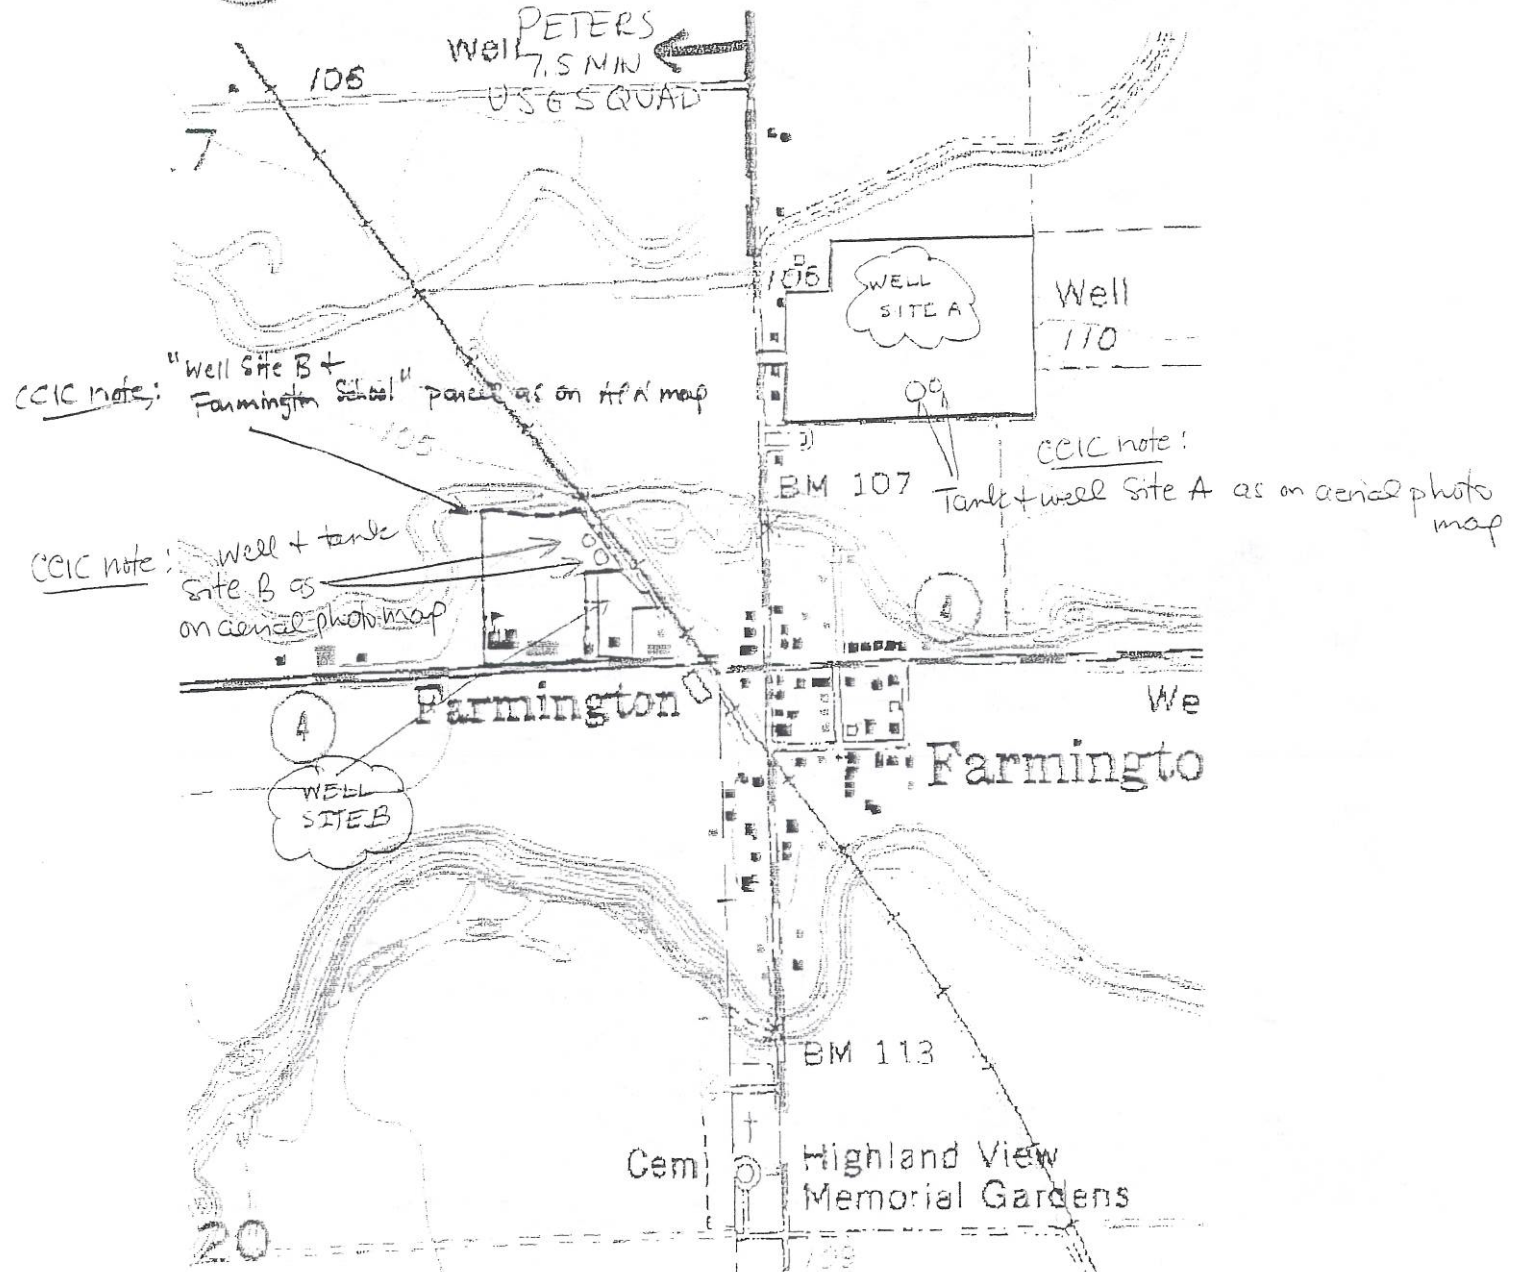 PETERS
Well
7.5 MIN
USGS QUAD
106
7
106
WELL
SITE A
Well
110
CCIC note: "Well Site B +
Farmington School" parcel as on APN map
105
BM 107
CCIC note:
Tank + well Site A as on aerial photo
map
CCIC note: Well + tank
Site B as
on aerial photo map
4
Farmington
We
Farmingto
WELL
SITE B
BM 113
Cem
Highland View
Memorial Gardens
20